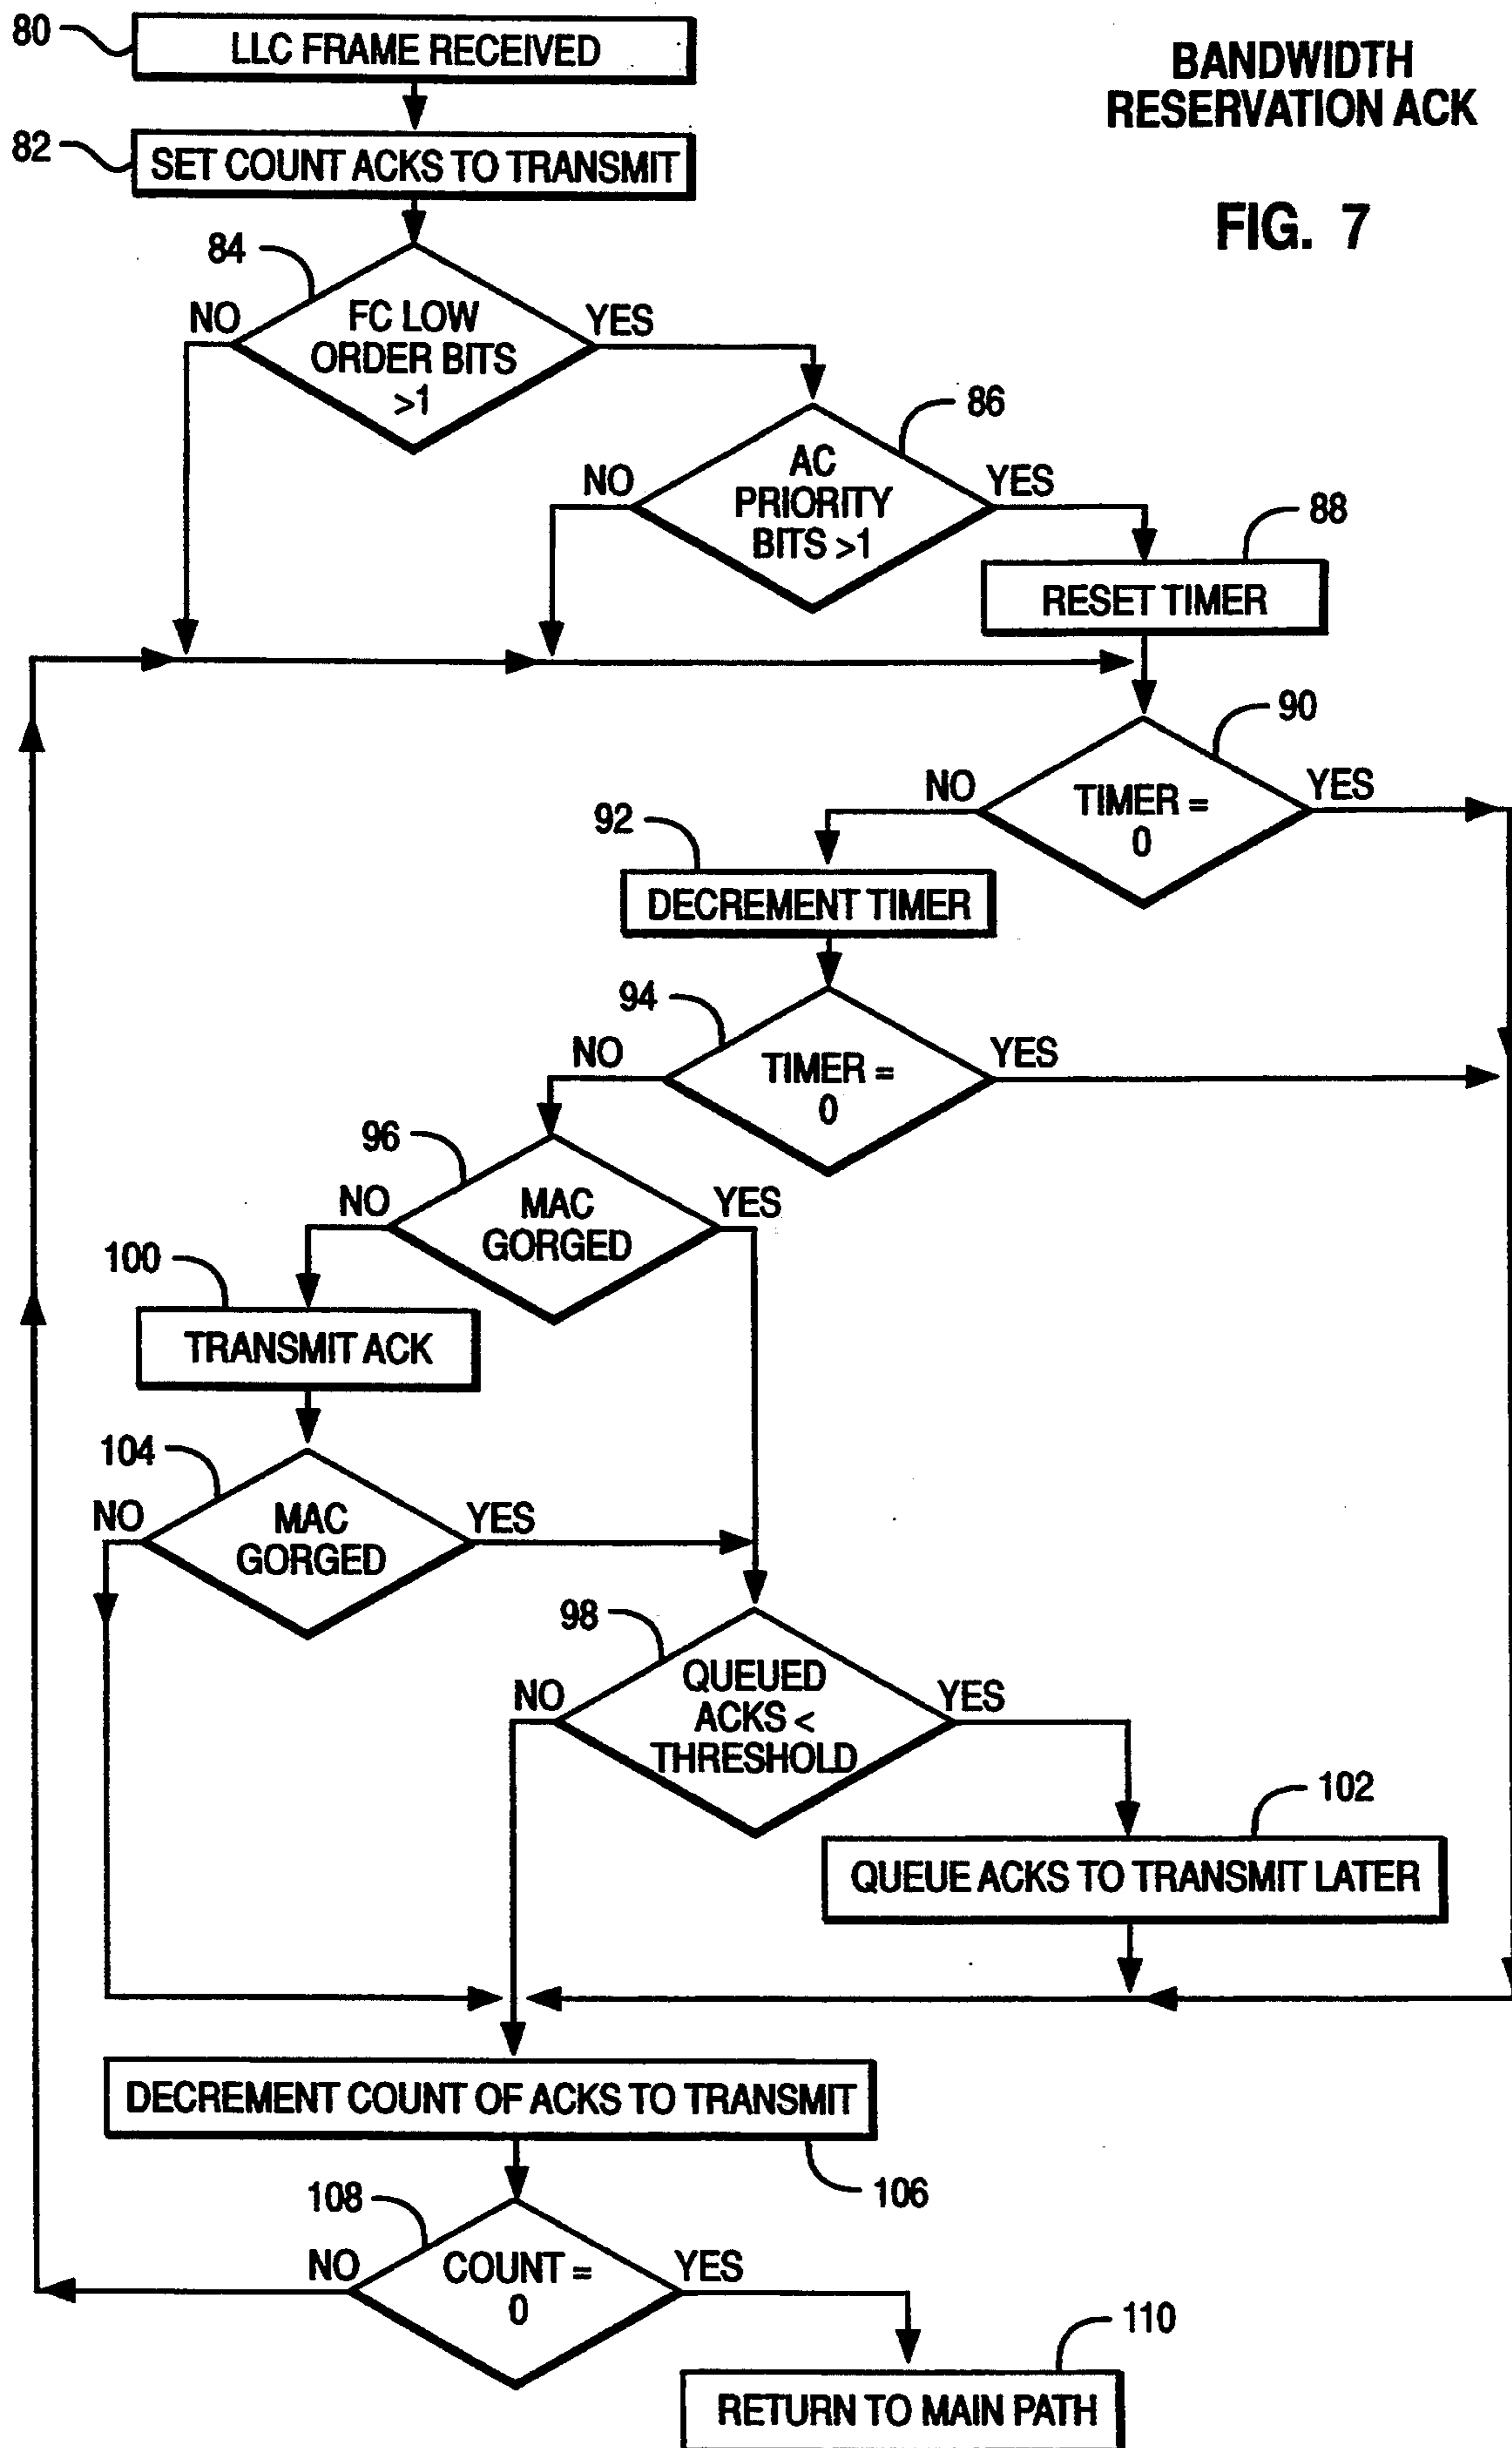 80
LLC FRAME RECEIVED
BANDWIDTH
RESERVATION ACK
FIG. 7
82
SET COUNT ACKS TO TRANSMIT
84
NO
FC LOW
ORDER BITS
>1
YES
86
NO
AC
PRIORITY
BITS >1
YES
88
RESET TIMER
90
NO
TIMER =
0
YES
92
DECREMENT TIMER
94
NO
TIMER =
0
YES
96
NO
MAC
GORGED
YES
100
TRANSMIT ACK
104
NO
MAC
GORGED
YES
98
NO
QUEUED
ACKS <
THRESHOLD
YES
102
QUEUE ACKS TO TRANSMIT LATER
DECREMENT COUNT OF ACKS TO TRANSMIT
106
108
NO
COUNT =
0
YES
110
RETURN TO MAIN PATH